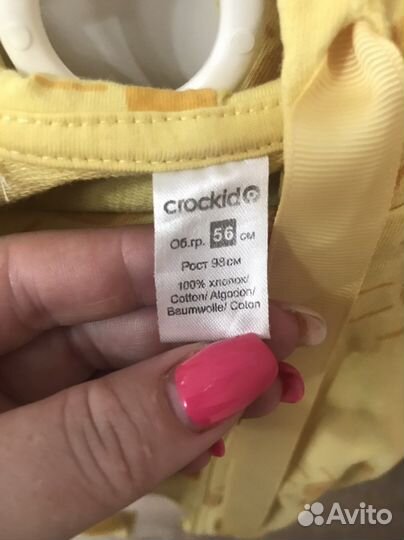 crockid
Об.гр. 56 см
Рост 98 см
100% хлопок/
Cotton/ Algodon/
Baumwolle/ Coton
Avito